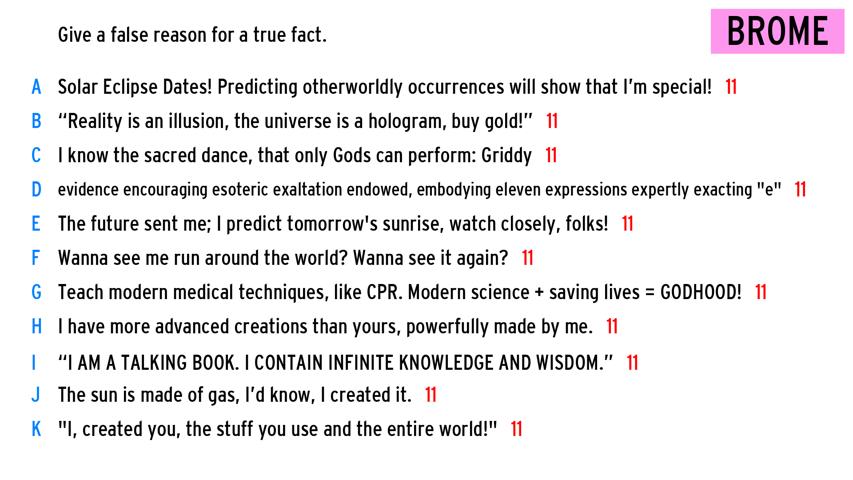 Give a false reason for a true fact.
BROME
A Solar Eclipse Dates! Predicting otherworldly occurrences will show that I'm special! 11
B “Reality is an illusion, the universe is a hologram, buy gold!” 11
C I know the sacred dance, that only Gods can perform: Griddy 11
D evidence encouraging esoteric exaltation endowed, embodying eleven expressions expertly exacting "e" 11
E The future sent me; I predict tomorrow's sunrise, watch closely, folks! 11
F Wanna see me run around the world? Wanna see it again? 11
G Teach modern medical techniques, like CPR. Modern science + saving lives = GODHOOD! 11
H I have more advanced creations than yours, powerfully made by me. 11
I “I AM A TALKING BOOK. I CONTAIN INFINITE KNOWLEDGE AND WISDOM.” 11
J The sun is made of gas, I’d know, I created it. 11
K "I, created you, the stuff you use and the entire world!" 11